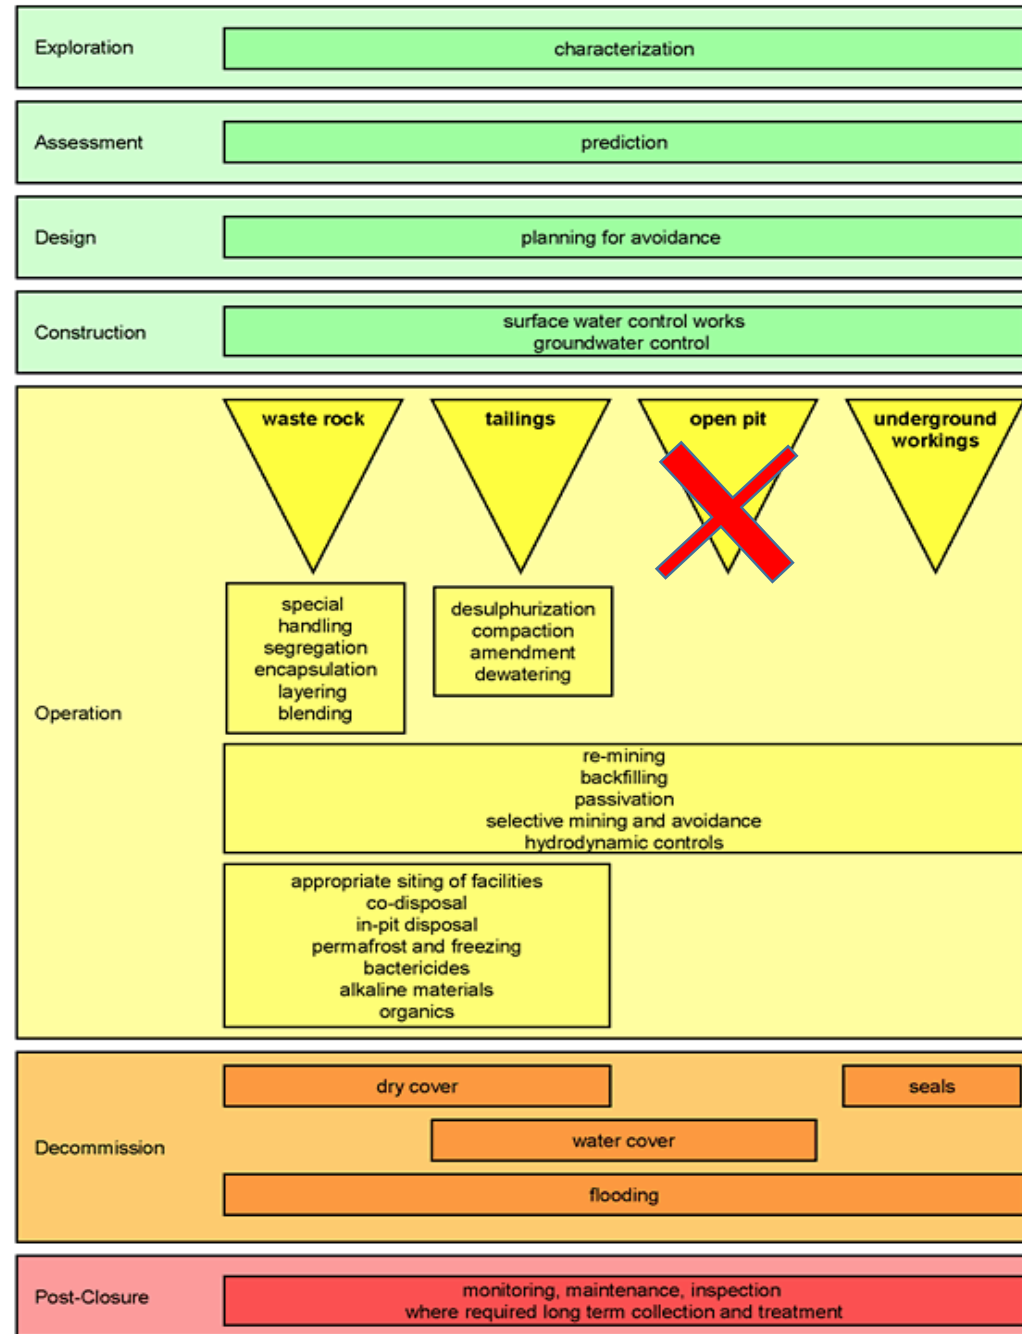 Exploration
characterization
Assessment
prediction
Design
planning for avoidance
Construction
surface water control works
groundwater control
Operation
waste rock
tailings
open pit
underground
workings
special
handling
segregation
encapsulation
layering
blending
desulphurization
compaction
amendment
dewatering
re-mining
backfilling
passivation
selective mining and avoidance
hydrodynamic controls
appropriate siting of facilities
co-disposal
in-pit disposal
permafrost and freezing
bactericides
alkaline materials
organics
Decommission
dry cover
seals
water cover
flooding
Post-Closure
monitoring, maintenance, inspection
where required long term collection and treatment